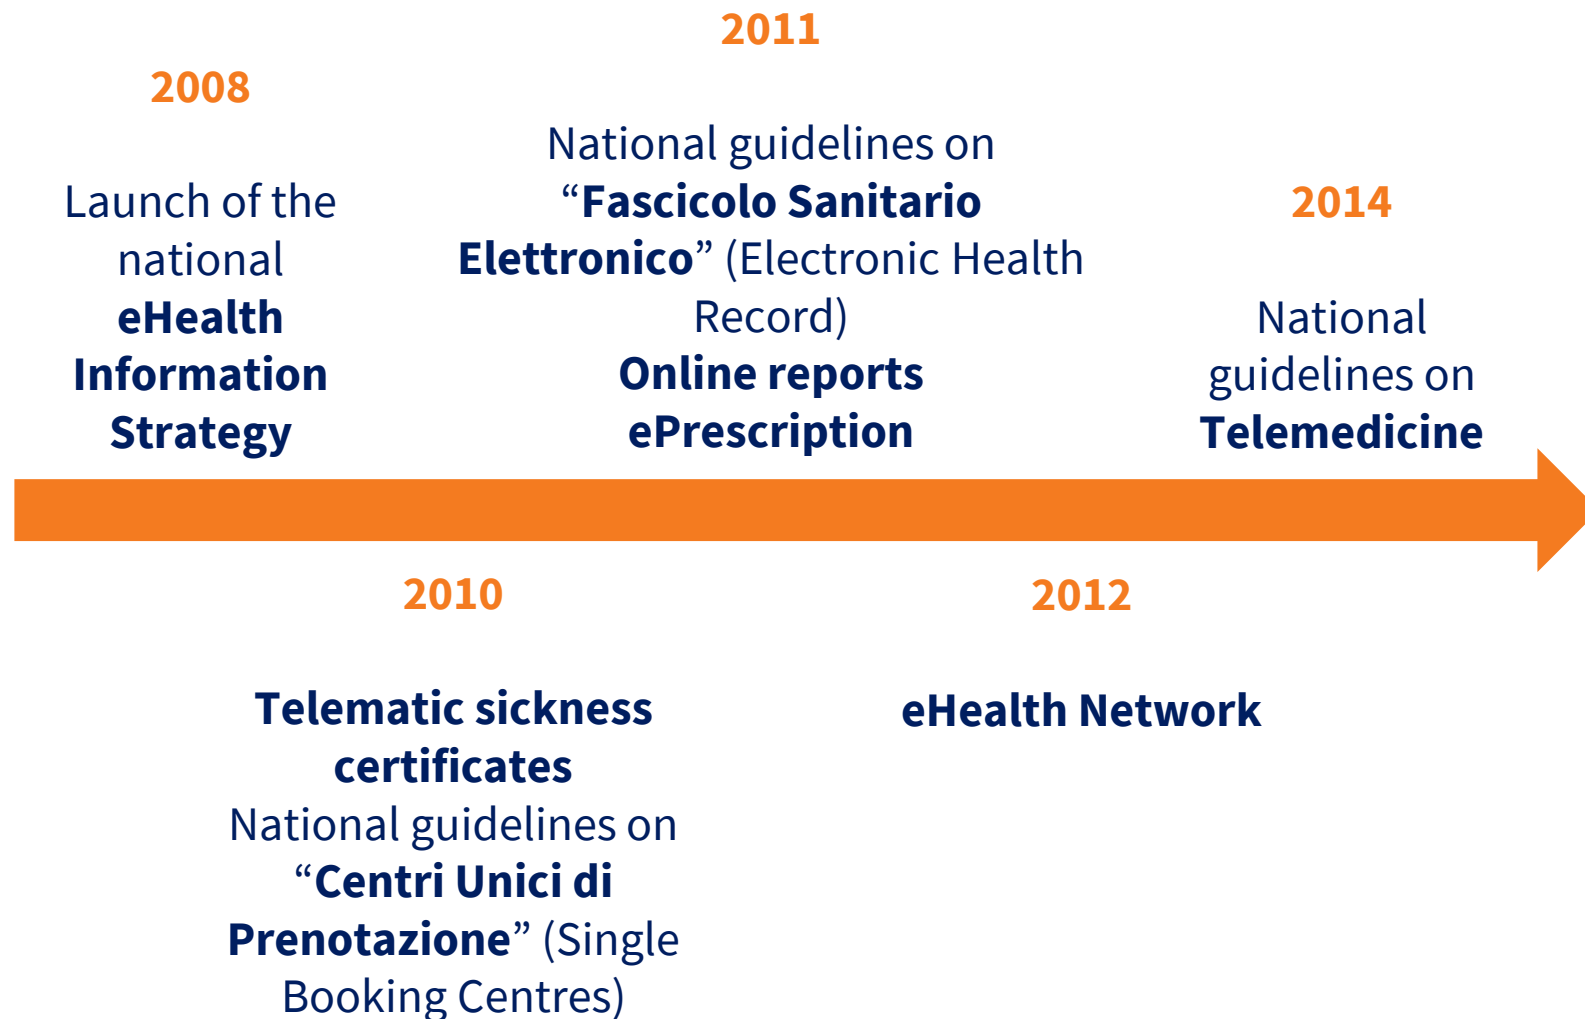 2008
Launch of the
national
eHealth
Information
Strategy
2011
National guidelines on
“Fascicolo Sanitario
Elettronico” (Electronic Health
Record)
Online reports
ePrescription
2014
National
guidelines on
Telemedicine
2010
Telematic sickness
certificates
National guidelines on
“Centri Unici di
Prenotazione” (Single
Booking Centres)
2012
eHealth Network